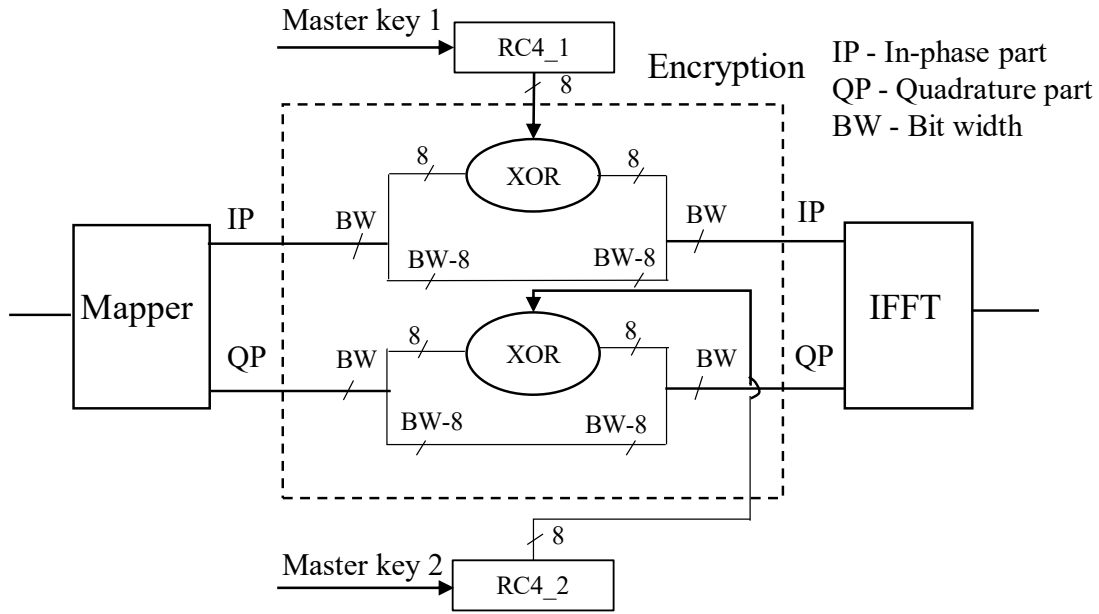 Master key 1
RC4_1
8
Encryption
IP - In-phase part
QP - Quadrature part
BW - Bit width
8
XOR
8
IP
BW
BW
IP
BW-8
BW-8
Mapper
IFFT
8
XOR
8
QP
BW
BW
QP
BW-8
BW-8
8
Master key 2
RC4_2